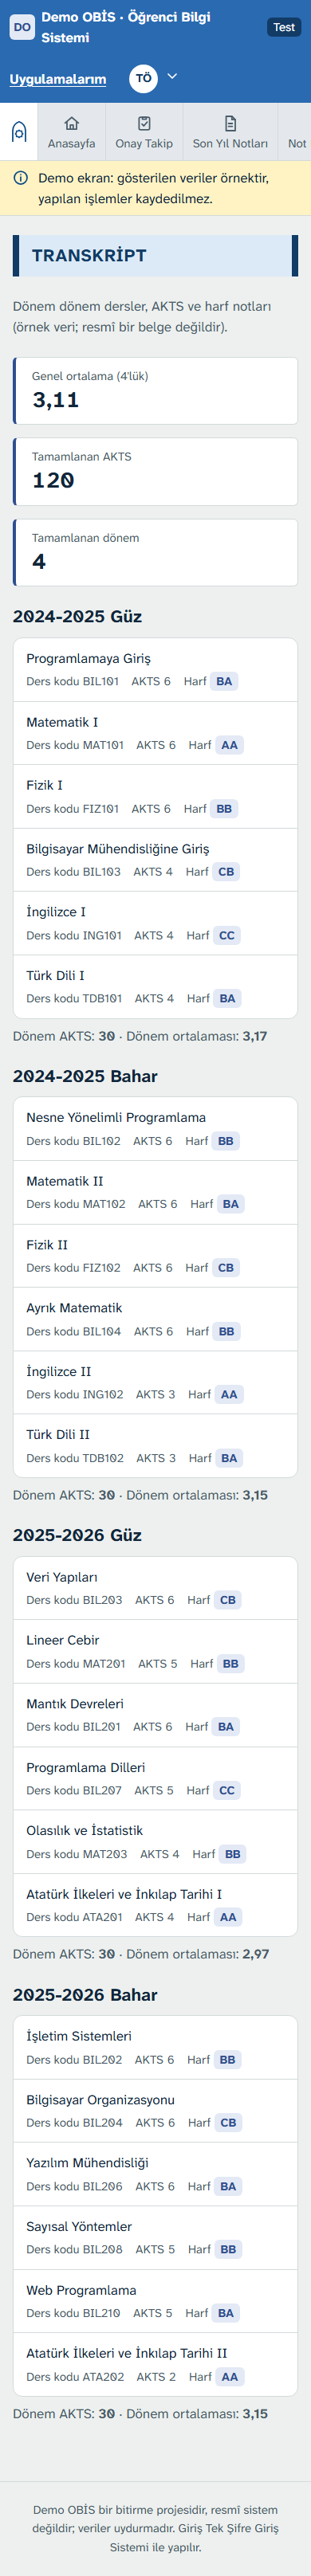 DO
Demo OBİS · Öğrenci Bilgi
Sistemi
Test
Uygulamalarım
TÖ
Anasayfa
Onay Takip
Son Yıl Notları
Not
Demo ekran: gösterilen veriler örnektir,
yapılan işlemler kaydedilmez.
TRANSKRİPT
Dönem dönem dersler, AKTS ve harf notları
(örnek veri; resmî bir belge değildir).
Genel ortalama (4'lük)
3,11
Tamamlanan AKTS
120
Tamamlanan dönem
4
2024-2025 Güz
Programlamaya Giriş
Ders kodu BIL101 AKTS 6 Harf BA
Matematik I
Ders kodu MAT101 AKTS 6 Harf AA
Fizik I
Ders kodu FIZ101 AKTS 6 Harf BB
Bilgisayar Mühendisliğine Giriş
Ders kodu BIL103 AKTS 4 Harf CB
İngilizce I
Ders kodu ING101 AKTS 4 Harf CC
Türk Dili I
Ders kodu TDB101 AKTS 4 Harf BA
Dönem AKTS: 30 · Dönem ortalaması: 3,17
2024-2025 Bahar
Nesne Yönelimli Programlama
Ders kodu BIL102 AKTS 6 Harf BB
Matematik II
Ders kodu MAT102 AKTS 6 Harf BA
Fizik II
Ders kodu FIZ102 AKTS 6 Harf CB
Ayrık Matematik
Ders kodu BIL104 AKTS 6 Harf BB
İngilizce II
Ders kodu ING102 AKTS 3 Harf AA
Türk Dili II
Ders kodu TDB102 AKTS 3 Harf BA
Dönem AKTS: 30 · Dönem ortalaması: 3,15
2025-2026 Güz
Veri Yapıları
Ders kodu BIL203 AKTS 6 Harf CB
Lineer Cebir
Ders kodu MAT201 AKTS 5 Harf BB
Mantık Devreleri
Ders kodu BIL201 AKTS 6 Harf BA
Programlama Dilleri
Ders kodu BIL207 AKTS 5 Harf CC
Olasılık ve İstatistik
Ders kodu MAT203 AKTS 4 Harf BB
Atatürk İlkeleri ve İnkılap Tarihi I
Ders kodu ATA201 AKTS 4 Harf AA
Dönem AKTS: 30 · Dönem ortalaması: 2,97
2025-2026 Bahar
İşletim Sistemleri
Ders kodu BIL202 AKTS 6 Harf BB
Bilgisayar Organizasyonu
Ders kodu BIL204 AKTS 6 Harf CB
Yazılım Mühendisliği
Ders kodu BIL206 AKTS 6 Harf BA
Sayısal Yöntemler
Ders kodu BIL208 AKTS 5 Harf BB
Web Programlama
Ders kodu BIL210 AKTS 5 Harf BA
Atatürk İlkeleri ve İnkılap Tarihi II
Ders kodu ATA202 AKTS 2 Harf AA
Dönem AKTS: 30 · Dönem ortalaması: 3,15
Demo OBİS bir bitirme projesidir, resmî sistem
değildir; veriler uydurmadır. Giriş Tek Şifre Giriş
Sistemi ile yapılır.